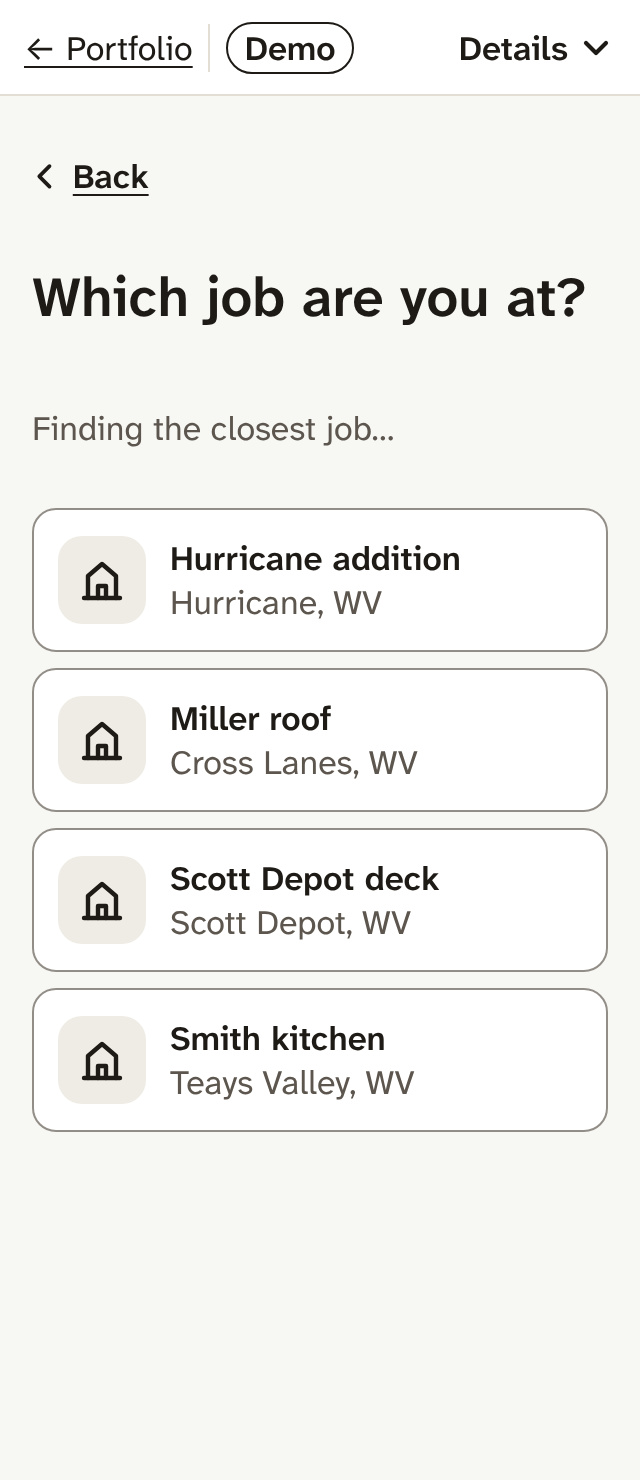 ← Portfolio
Demo
Details
Back
Which job are you at?
Finding the closest job...
Hurricane addition
Hurricane, WV
Miller roof
Cross Lanes, WV
Scott Depot deck
Scott Depot, WV
Smith kitchen
Teays Valley, WV